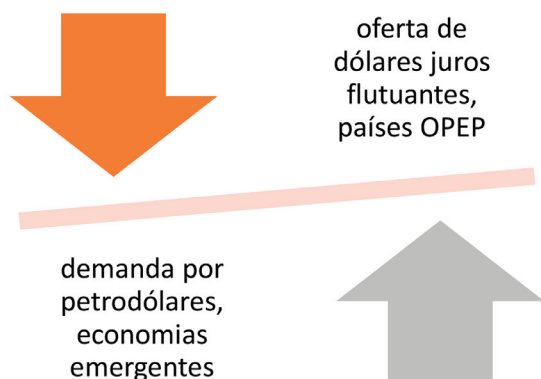 oferta de
dólares juros
flutuantes,
países OPEP
demanda por
petrodólares,
economias
emergentes